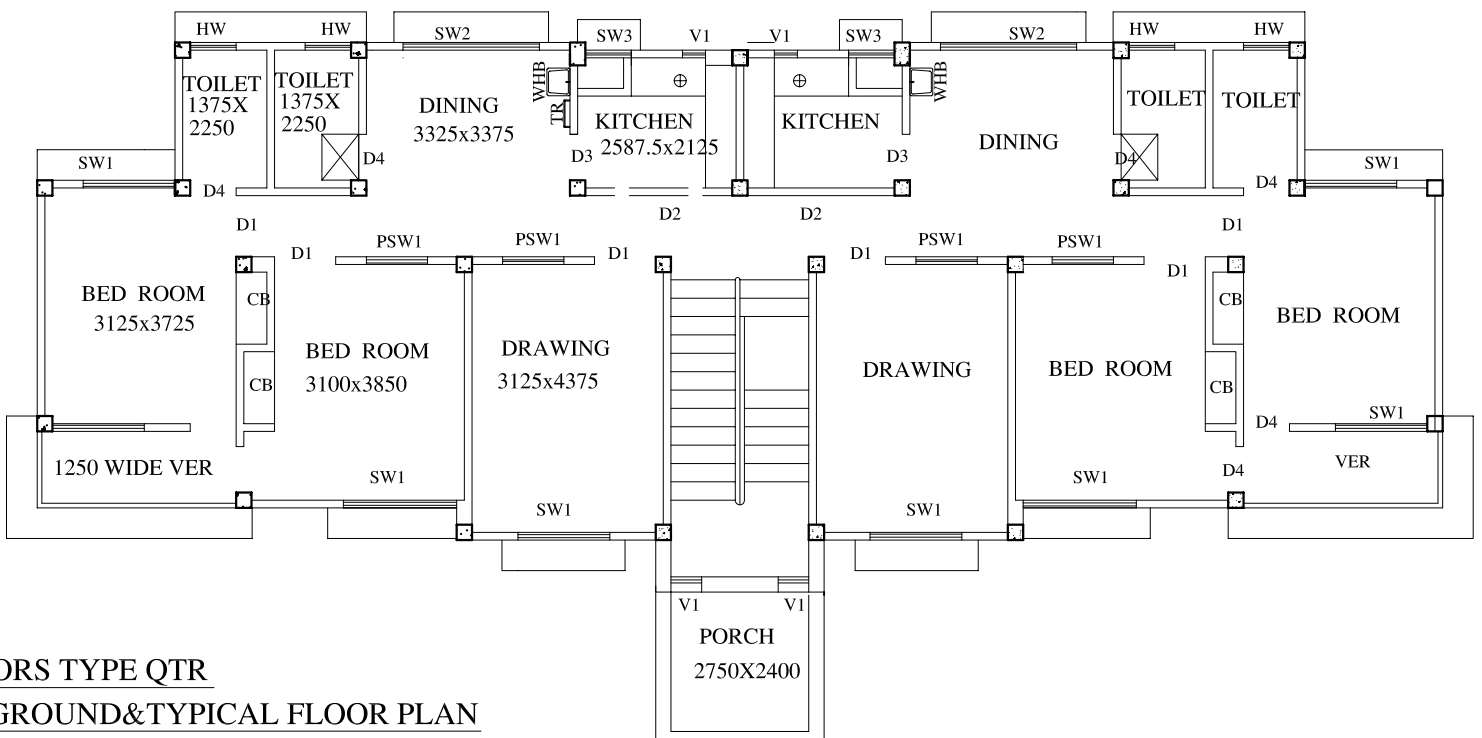 HW
HW
SW2
SW3
V1
V1
SW3
SW2
HW
HW
TOILET
1375X
2250
TOILET
1375X
2250
DINING
3325x3375
WHB
TR
KITCHEN
2587.5x2125
KITCHEN
WHB
DINING
TOILET
TOILET
SW1
D4
D4
D3
D3
D4
D4
SW1
D1
D1
PSW1
PSW1
D1
D2
D2
D1
PSW1
PSW1
D1
D1
BED ROOM
3125x3725
CB
CB
BED ROOM
3100x3850
DRAWING
3125x4375
DRAWING
BED ROOM
CB
CB
BED ROOM
1250 WIDE VER
SW1
SW1
SW1
SW1
D4
D4
SW1
VER
V1
V1
PORCH
2750X2400
ORS TYPE QTR
GROUND&TYPICAL FLOOR PLAN